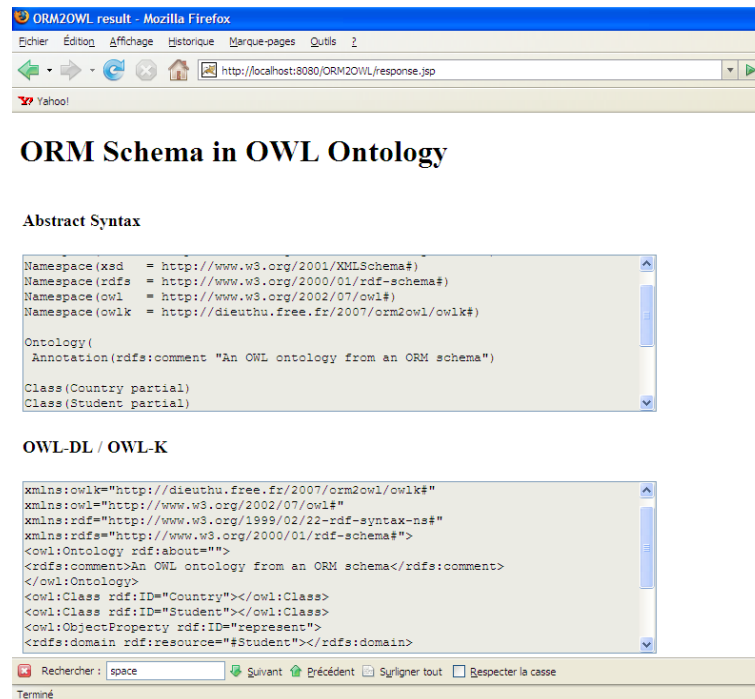 ORM2OWL result - Mozilla Firefox
Fichier Édition Affichage Historique Marque-pages Outils ?
http://localhost:8080/ORM2OWL/response.jsp
Yahoo!
ORM Schema in OWL Ontology
Abstract Syntax
Namespace(xsd = http://www.w3.org/2001/XMLSchema#)
Namespace(rdfs = http://www.w3.org/2000/01/rdf-schema#)
Namespace(owl = http://www.w3.org/2002/07/owl#)
Namespace(owlk = http://dieuthu.free.fr/2007/orm2owl/owlk#)
Ontology(
Annotation(rdfs:comment "An OWL ontology from an ORM schema")
Class(Country partial)
Class(Student partial)
OWL-DL / OWL-K
xmlns:owlk="http://dieuthu.free.fr/2007/orm2owl/owlk#"
xmlns:owl="http://www.w3.org/2002/07/owl#"
xmlns:rdf="http://www.w3.org/1999/02/22-rdf-syntax-ns#"
xmlns:rdfs="http://www.w3.org/2000/01/rdf-schema#">
<owl:Ontology rdf:about="">
<rdfs:comment>An OWL ontology from an ORM schema</rdfs:comment>
</owl:Ontology>
<owl:Class rdf:ID="Country"></owl:Class>
<owl:Class rdf:ID="Student"></owl:Class>
<owl:ObjectProperty rdf:ID="represent">
<rdfs:domain rdf:resource="#Student"></rdfs:domain>
Rechercher : space Suivant Précédent Surligner tout Respecter la casse
Terminé